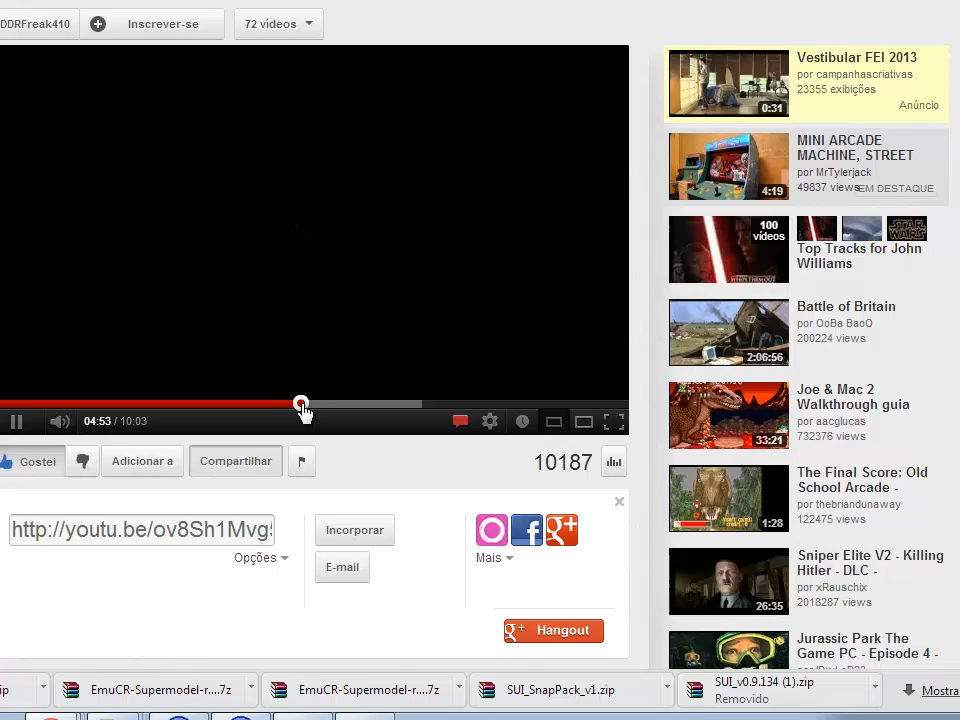 DDRFreak410
Inscrever-se
72 vídeos
04:53 / 10:03
Gostei
Adicionar a
Compartilhar
10187
http://youtu.be/ov8Sh1Mvg
Opções
Incorporar
E-mail
Mais
g+ Hangout
0:31
Vestibular FEI 2013
por campanhascriativas
23355 exibições
Anúncio
4:19
MINI ARCADE
MACHINE, STREET
por MrTylerjack
49837 views
EM DESTAQUE
100
vídeos
STAR
WARS
Top Tracks for John
Williams
2:06:56
Battle of Britain
por OoBa BaoO
200224 views
33:21
Joe & Mac 2
Walkthrough guia
por aacglucas
732376 views
1:28
The Final Score: Old
School Arcade -
por thebriandunaway
122475 views
26:35
Sniper Elite V2 - Killing
Hitler - DLC -
por xRauschix
2018287 views
Jurassic Park The
Game PC - Episode 4 -
ip
EmuCR-Supermodel-r....7z
EmuCR-Supermodel-r....7z
SUI_SnapPack_v1.zip
SUI_v0.9.134 (1).zip
Removido
Mostra